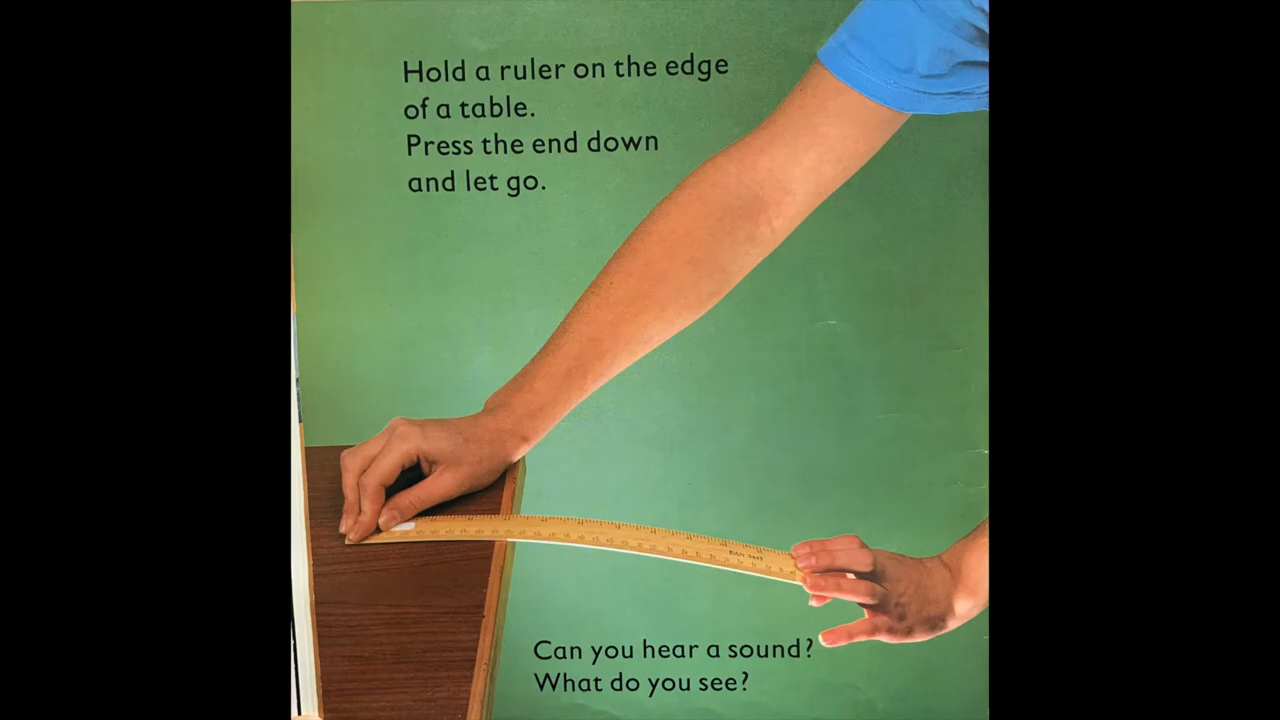 Hold a ruler on the edge
of a table.
Press the end down
and let go.
Can you hear a sound?
What do you see?